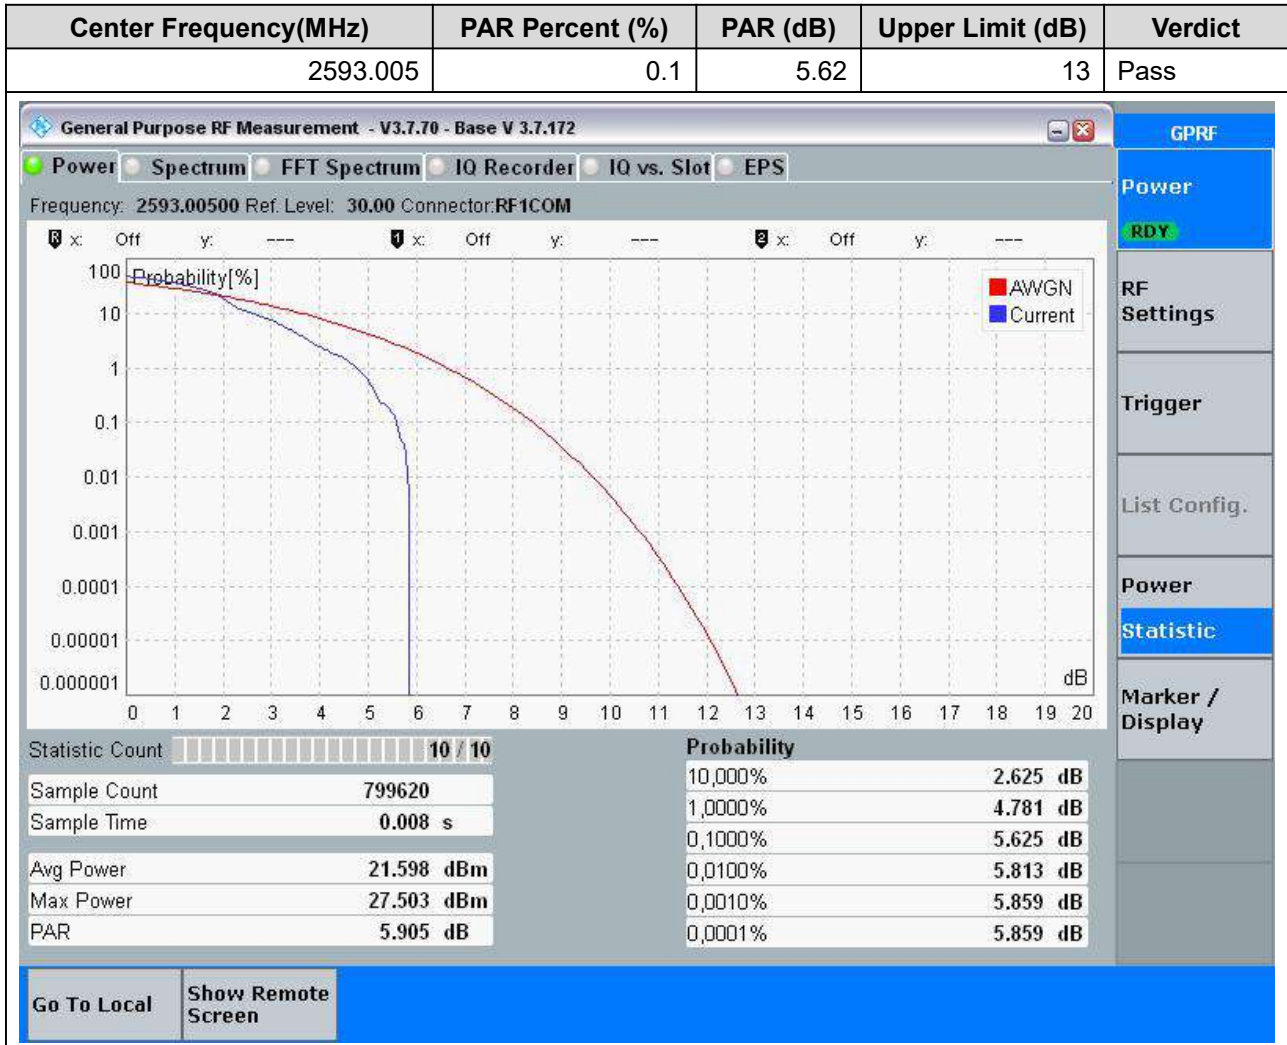 Center Frequency(MHz) PAR Percent (%) PAR (dB) Upper Limit (dB) Verdict
2593.005 0.1 5.62 13 Pass
General Purpose RF Measurement - V3.7.70 - Base V 3.7.172
GPRF
Power Spectrum FFT Spectrum IQ Recorder IQ vs. Slot EPS
Frequency: 2593.00500 Ref. Level: 30.00 Connector:RF1COM
R x: Off y: --- 1 x: Off y: --- 2 x: Off y: ---
Probability[%]
AWGN
Current
100
10
1
0.1
0.01
0.001
0.0001
0.00001
0.000001
dB
0 1 2 3 4 5 6 7 8 9 10 11 12 13 14 15 16 17 18 19 20
Statistic Count 10 / 10
Sample Count 799620
Sample Time 0.008 s
Avg Power 21.598 dBm
Max Power 27.503 dBm
PAR 5.905 dB
Probability
10,000% 2.625 dB
1,0000% 4.781 dB
0,1000% 5.625 dB
0,0100% 5.813 dB
0,0010% 5.859 dB
0,0001% 5.859 dB
Power
RDY
RF
Settings
Trigger
List Config.
Power
Statistic
Marker /
Display
Go To Local
Show Remote
Screen